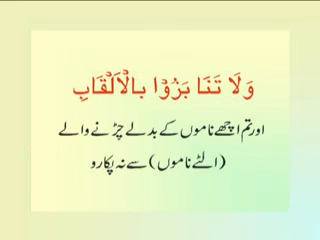 وَلَا تَنَابَزُوْا بِالْاَلْقَابِ
اور تم اچھے ناموں کے بدلے چڑنے والے
(الٹے ناموں) سے نہ پکارو